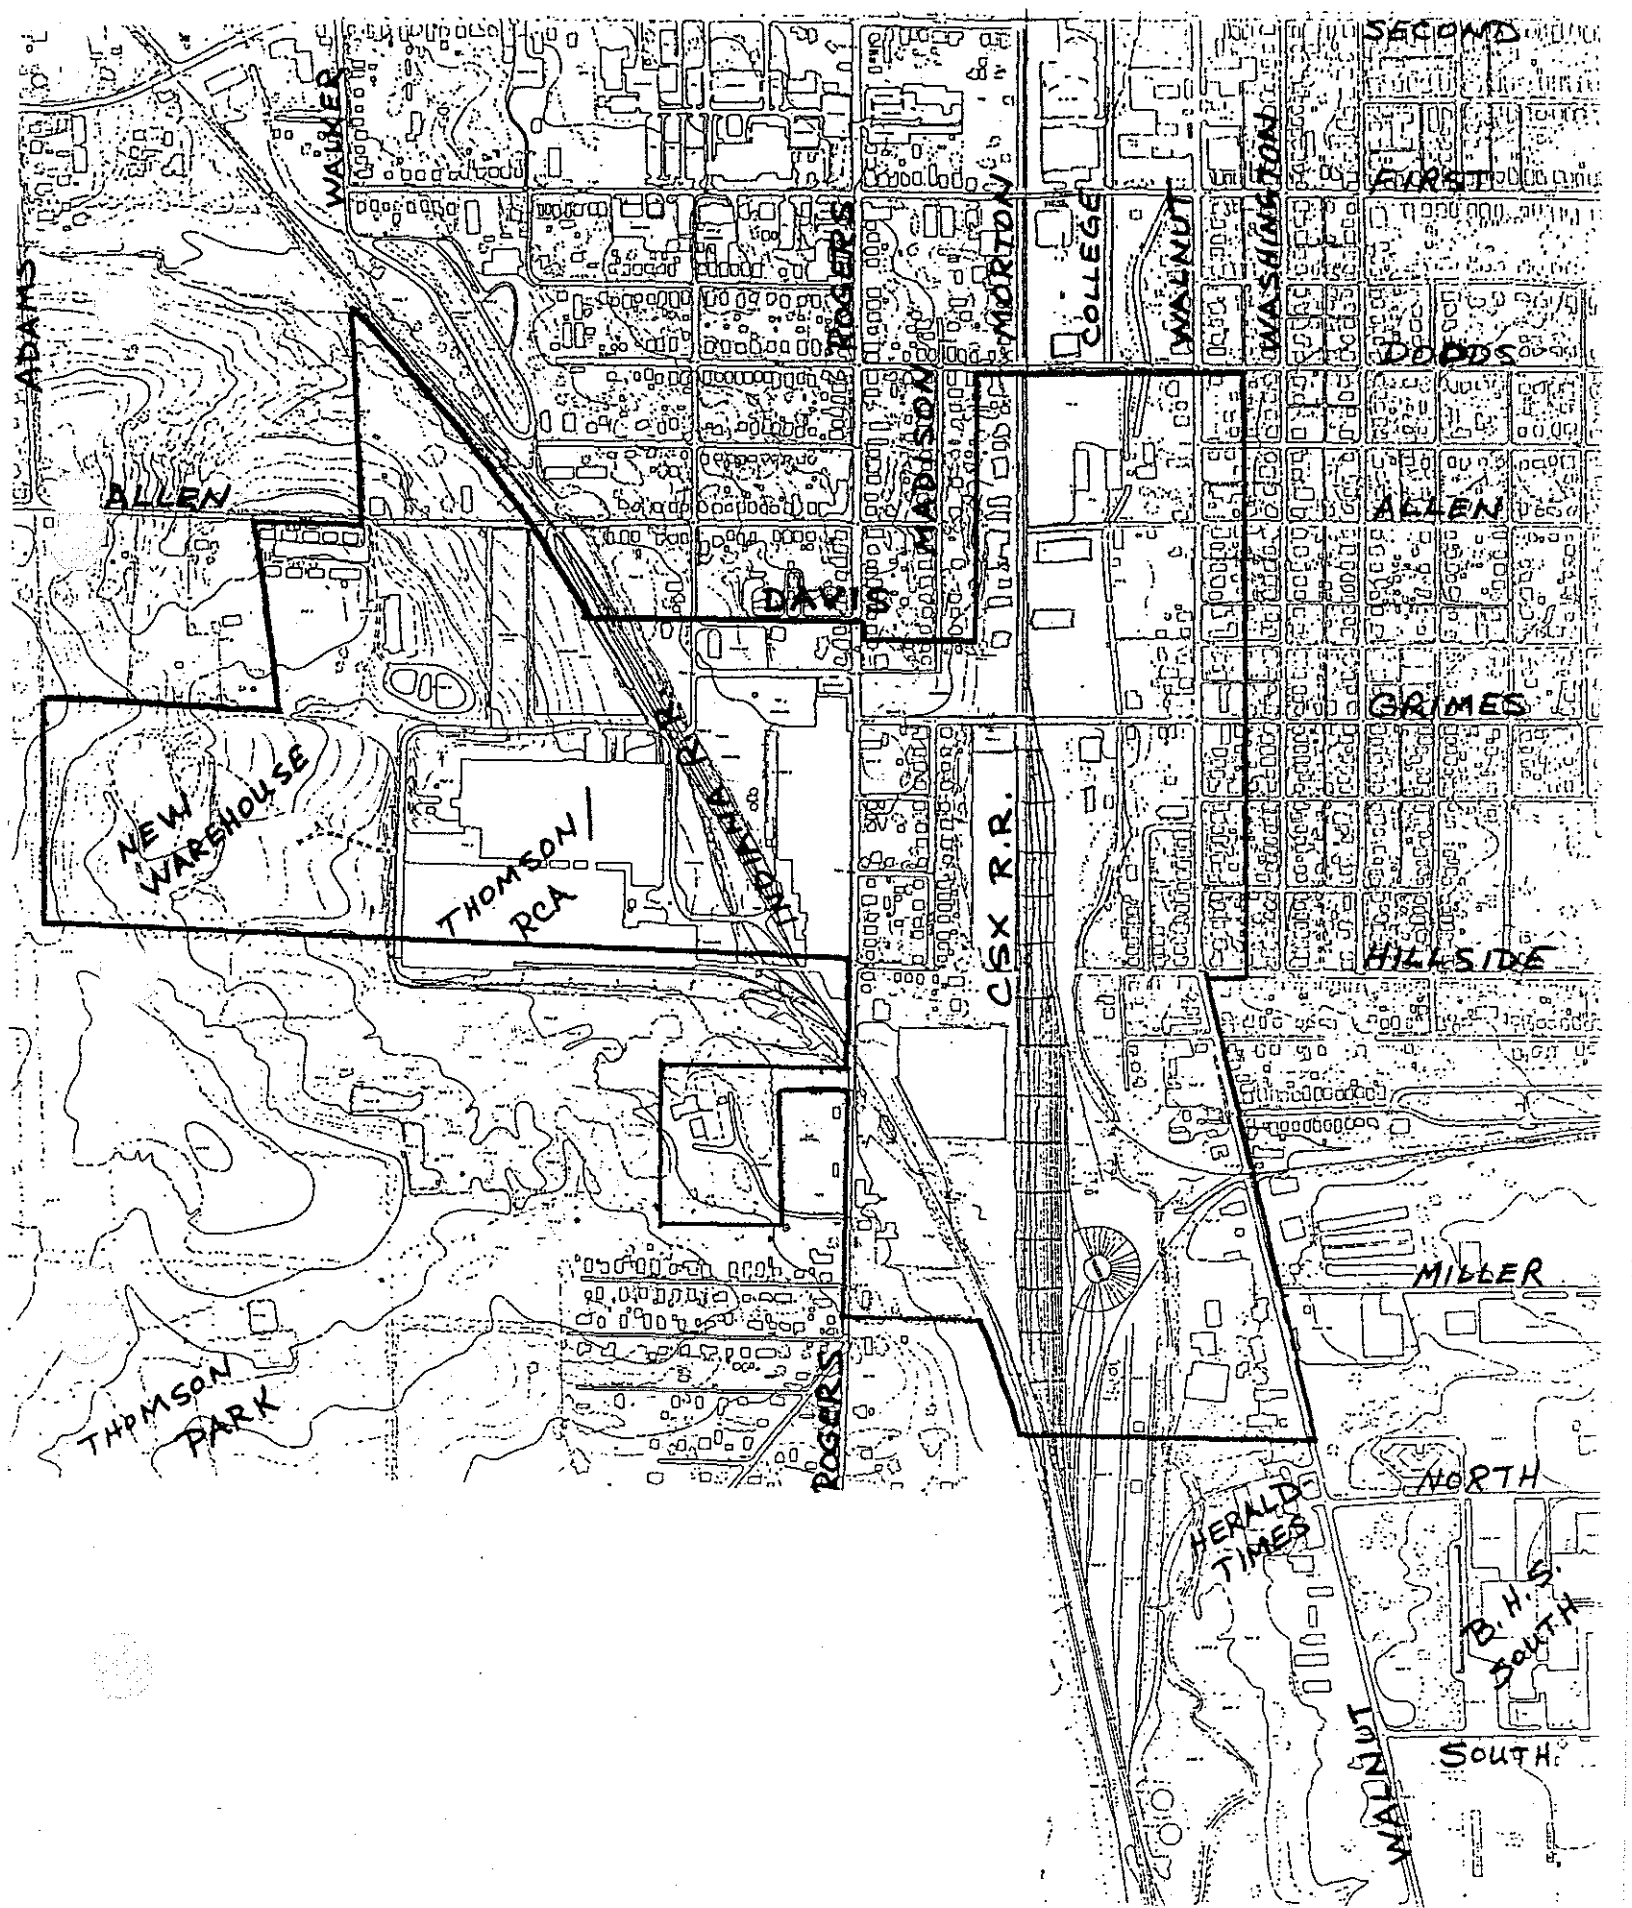 SECOND
WALKER
FIRST
ADAMS
ROGERS
MORTON
COLLEGE
WALNUT
WASHINGTON
DODDS
MADISON
ALLEN
ALLEN
DAVIS
GRIMES
NEW
WAREHOUSE
THOMSON/
RCA
INDIANA R.R.
CSX R.R.
HILLSIDE
MILLER
THOMSON
PARK
ROGERS
NORTH
HERALD-
TIMES
B.H.S.
SOUTH
WALNUT
SOUTH